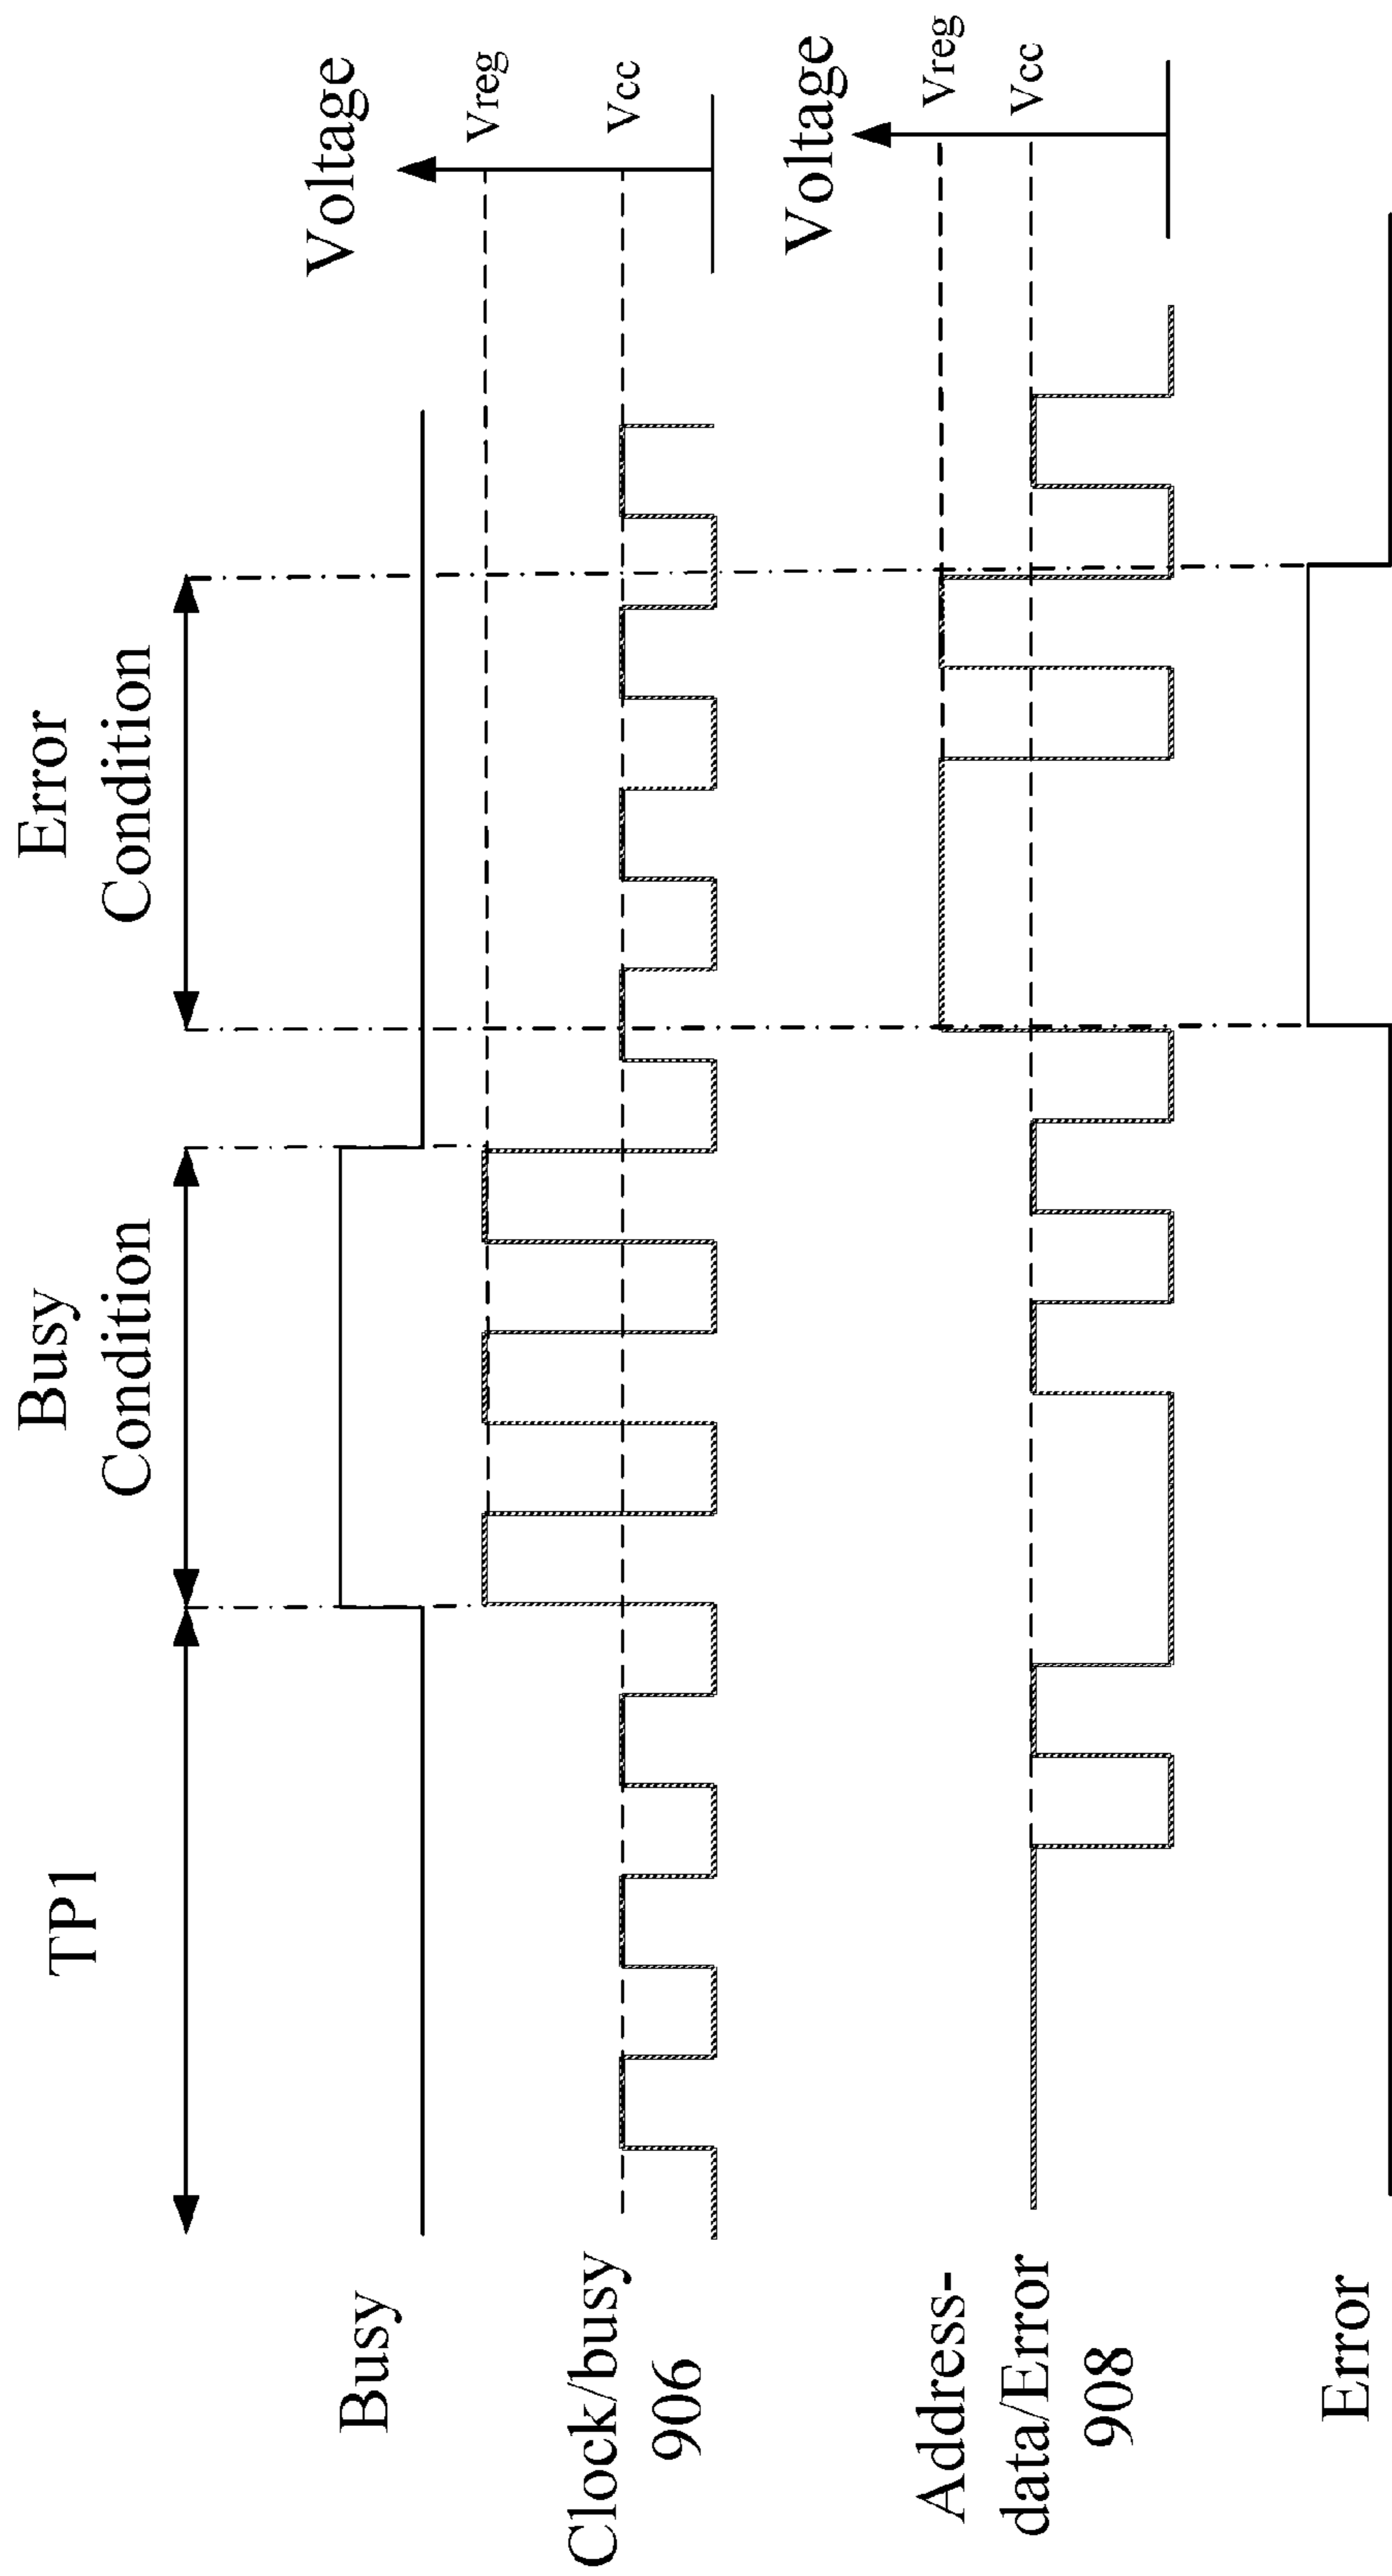 TP1
Busy
Condition
Error
Condition
Busy
Voltage
Vreg
Vcc
Clock/busy
906
Voltage
Vreg
Vcc
Address-
data/Error
908
Error